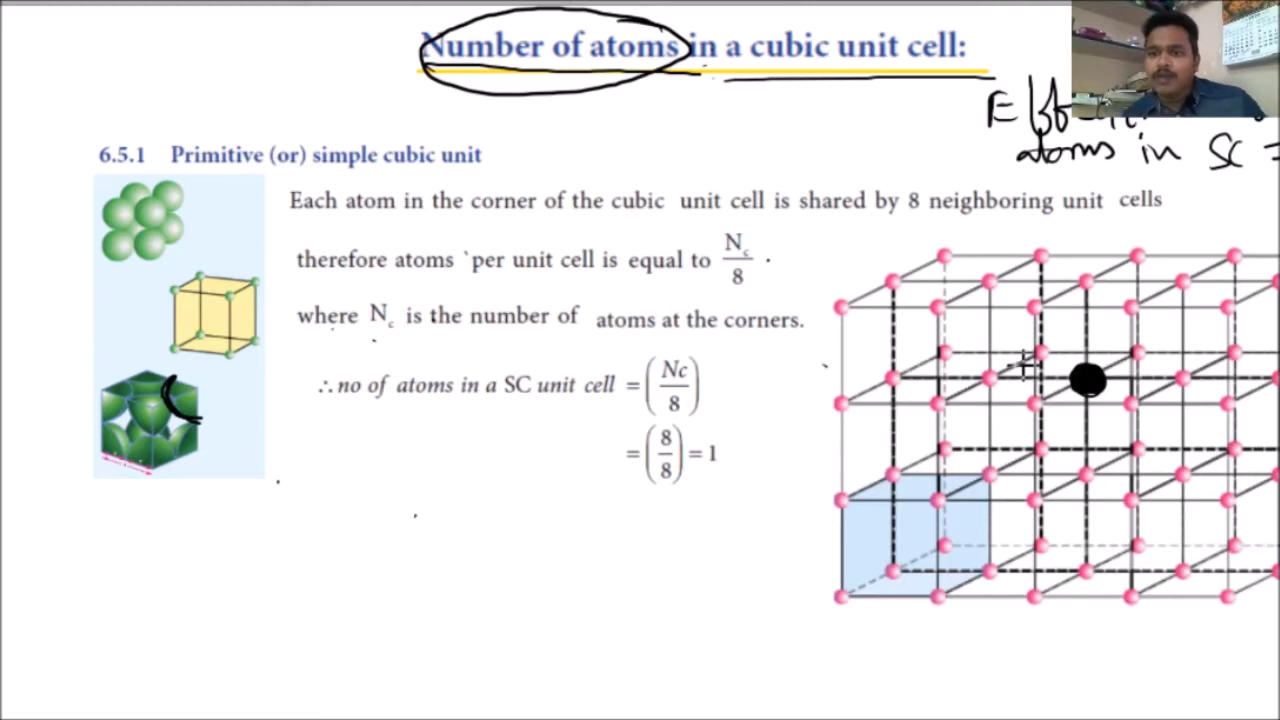 Number of atoms in a cubic unit cell:
atoms in SC =
6.5.1 Primitive (or) simple cubic unit
Each atom in the corner of the cubic unit cell is shared by 8 neighboring unit cells
therefore atoms `per unit cell is equal to N_c/8 .
where N_c is the number of atoms at the corners.
∴ no of atoms in a SC unit cell = (Nc/8)
= (8/8) = 1